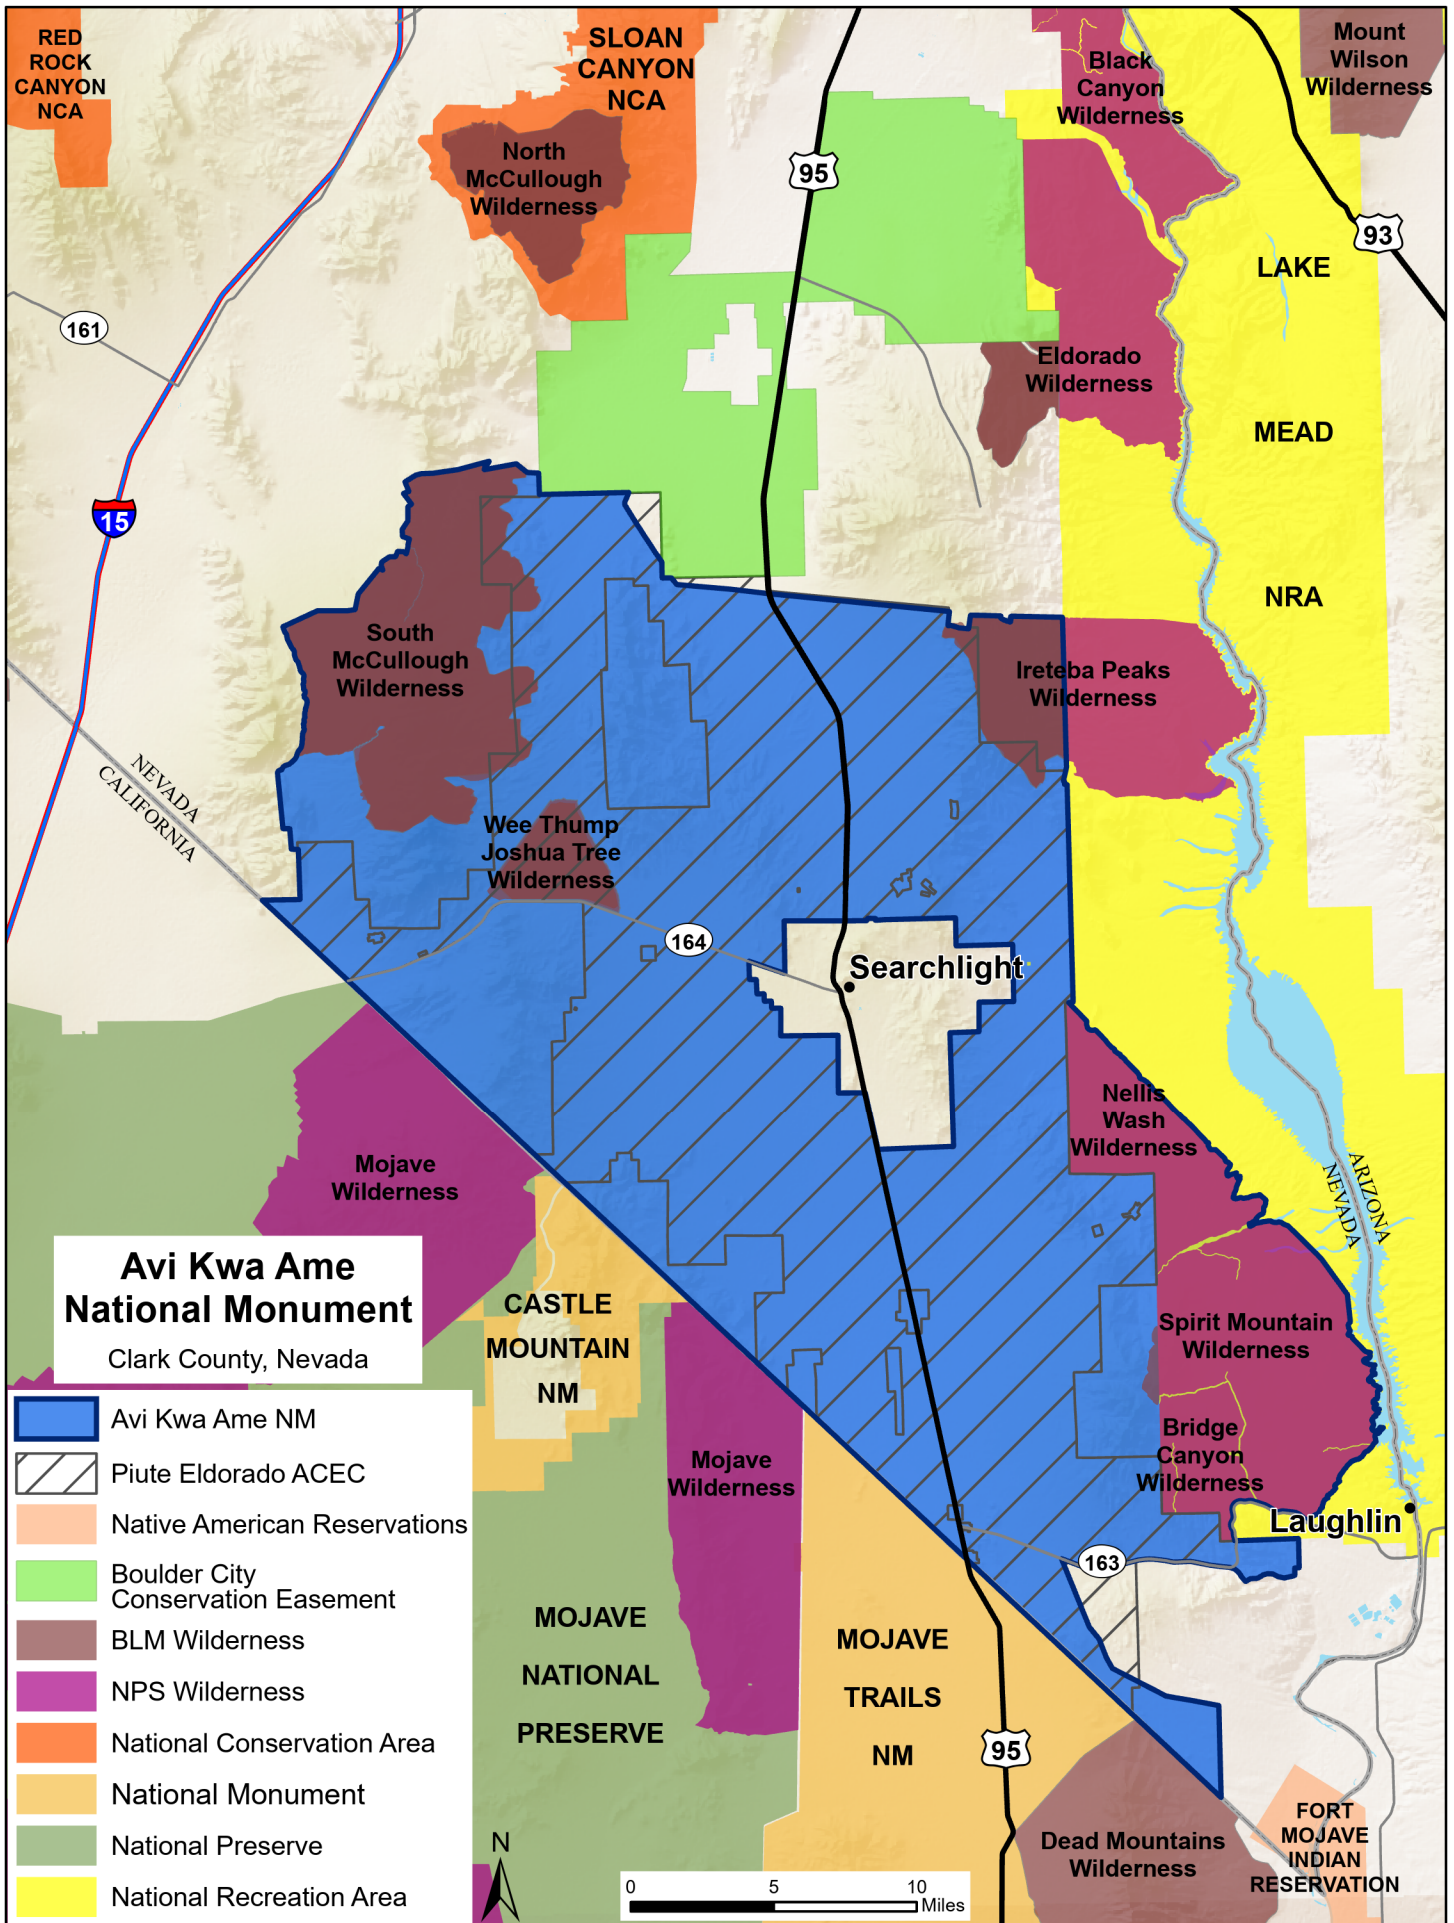 RED
ROCK
CANYON
NCA
SLOAN
CANYON
NCA
North
McCullough
Wilderness
95
Black
Canyon
Wilderness
Mount
Wilson
Wilderness
93
LAKE
MEAD
NRA
161
Eldorado
Wilderness
15
South
McCullough
Wilderness
Ireteba Peaks
Wilderness
NEVADA
CALIFORNIA
Wee Thump
Joshua Tree
Wilderness
164
Searchlight
Nellis
Wash
Wilderness
ARIZONA
NEVADA
Mojave
Wilderness
CASTLE
MOUNTAIN
NM
Spirit Mountain
Wilderness
Bridge
Canyon
Wilderness
Mojave
Wilderness
Laughlin
163
MOJAVE
NATIONAL
PRESERVE
MOJAVE
TRAILS
NM
95
Dead Mountains
Wilderness
FORT
MOJAVE
INDIAN
RESERVATION
Avi Kwa Ame
National Monument
Clark County, Nevada
Avi Kwa Ame NM
Piute Eldorado ACEC
Native American Reservations
Boulder City
Conservation Easement
BLM Wilderness
NPS Wilderness
National Conservation Area
National Monument
National Preserve
National Recreation Area
N
0 5 10
Miles